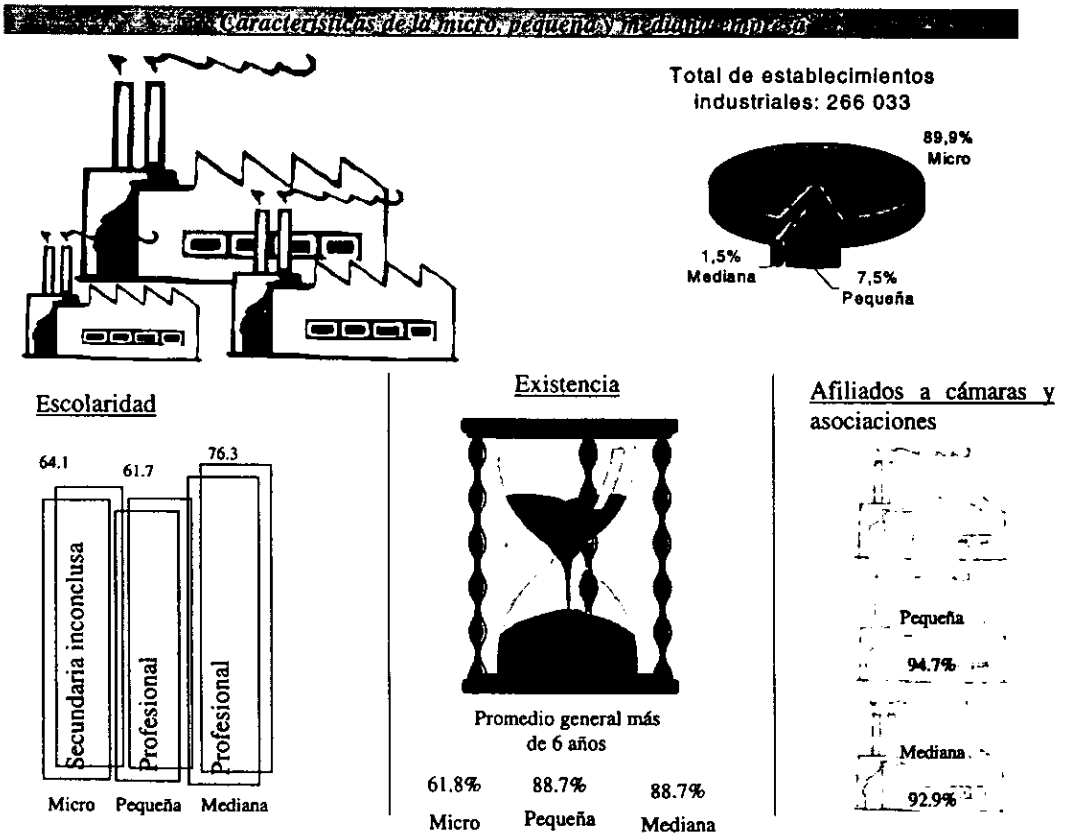 Características de la micro, pequeña y mediana empresa
Total de establecimientos
industriales: 266 033
89,9%
Micro
1,5%
Mediana
7,5%
Pequeña
Escolaridad
64.1
61.7
76.3
Secundaria inconclusa
Profesional
Profesional
Micro
Pequeña
Mediana
Existencia
Promedio general más
de 6 años
61.8%
88.7%
88.7%
Micro
Pequeña
Mediana
Afiliados a cámaras y
asociaciones
Pequeña
94.7%
Mediana
92.9%